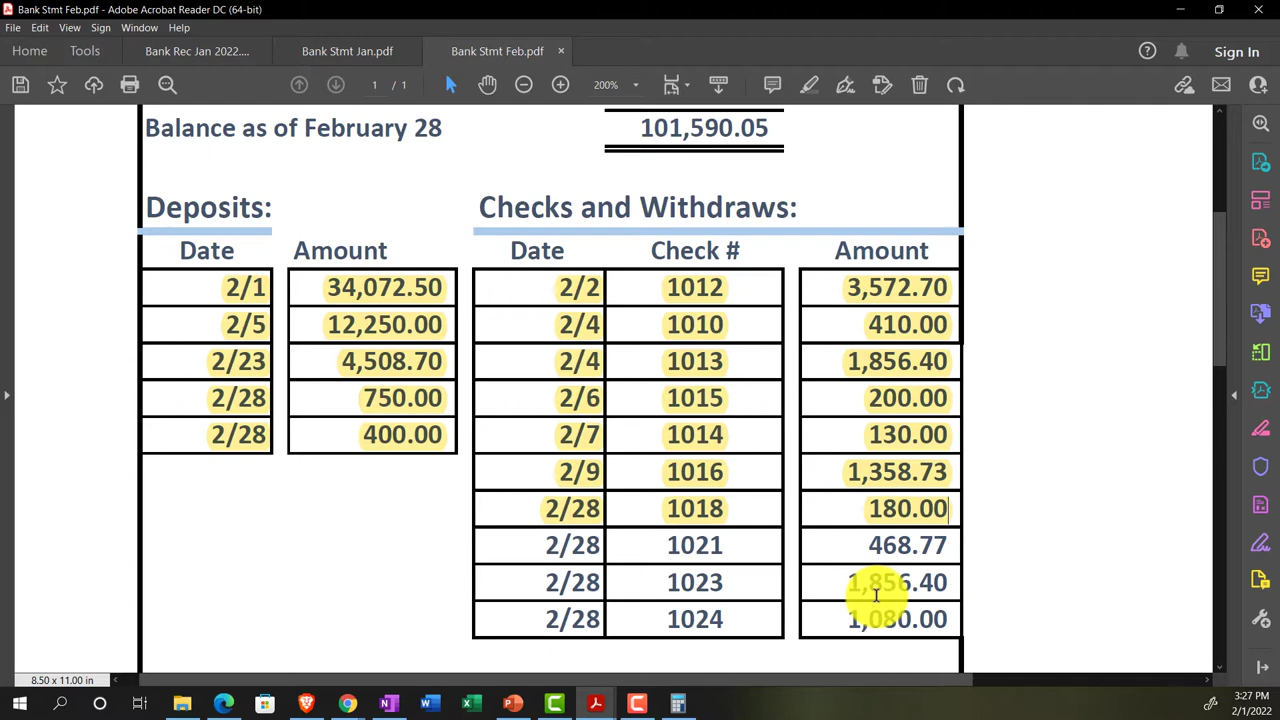 Bank Stmt Feb.pdf - Adobe Acrobat Reader DC (64-bit)
File Edit View Sign Window Help
Home Tools Bank Rec Jan 2022.... Bank Stmt Jan.pdf Bank Stmt Feb.pdf × Sign In
1 / 1 200%
Balance as of February 28 101,590.05
Deposits: Checks and Withdraws:
Date Amount Date Check # Amount
2/1 34,072.50 2/2 1012 3,572.70
2/5 12,250.00 2/4 1010 410.00
2/23 4,508.70 2/4 1013 1,856.40
2/28 750.00 2/6 1015 200.00
2/28 400.00 2/7 1014 130.00
2/9 1016 1,358.73
2/28 1018 180.00
2/28 1021 468.77
2/28 1023 1,856.40
2/28 1024 1,080.00
8.50 x 11.00 in
3:27 PM
2/1/2022